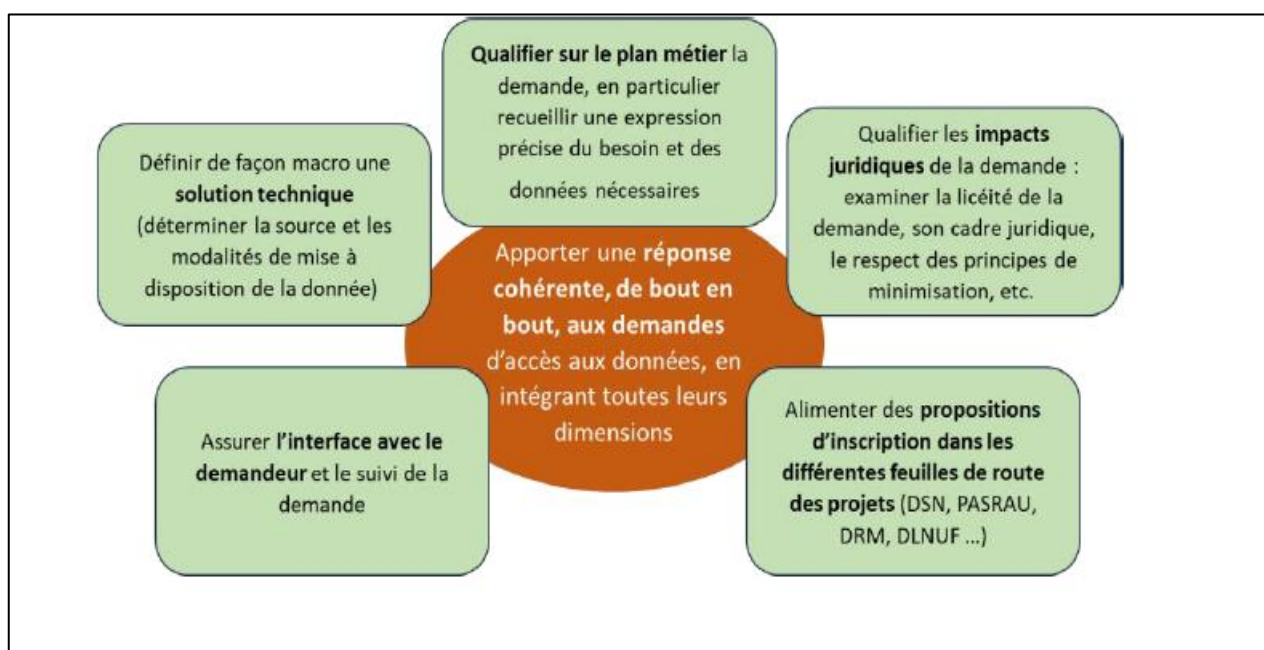 Qualifier sur le plan métier la
demande, en particulier
recueillir une expression
précise du besoin et des
données nécessaires
Définir de façon macro une
solution technique
(déterminer la source et les
modalités de mise à
disposition de la donnée)
Qualifier les impacts
juridiques de la demande :
examiner la licéité de la
demande, son cadre juridique,
le respect des principes de
minimisation, etc.
Apporter une réponse
cohérente, de bout en
bout, aux demandes
d'accès aux données, en
intégrant toutes leurs
dimensions
Assurer l'interface avec le
demandeur et le suivi de la
demande
Alimenter des propositions
d'inscription dans les
différentes feuilles de route
des projets (DSN, PASRAU,
DRM, DLNUF ...)